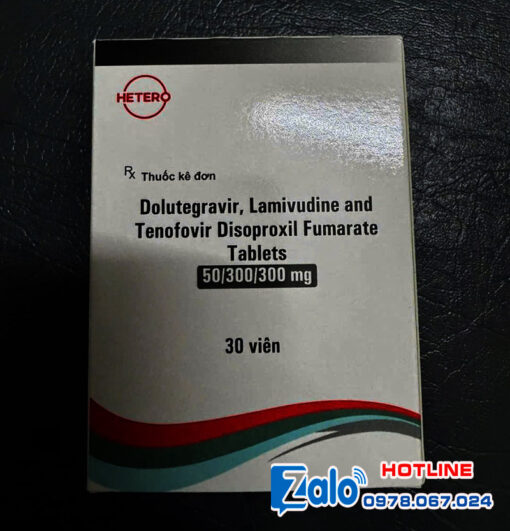 HETERO
Rx Thuốc kê đơn
Dolutegravir, Lamivudine and
Tenofovir Disoproxil Fumarate
Tablets
50/300/300 mg
30 viên
Zalo
HOTLINE
0978.067.024